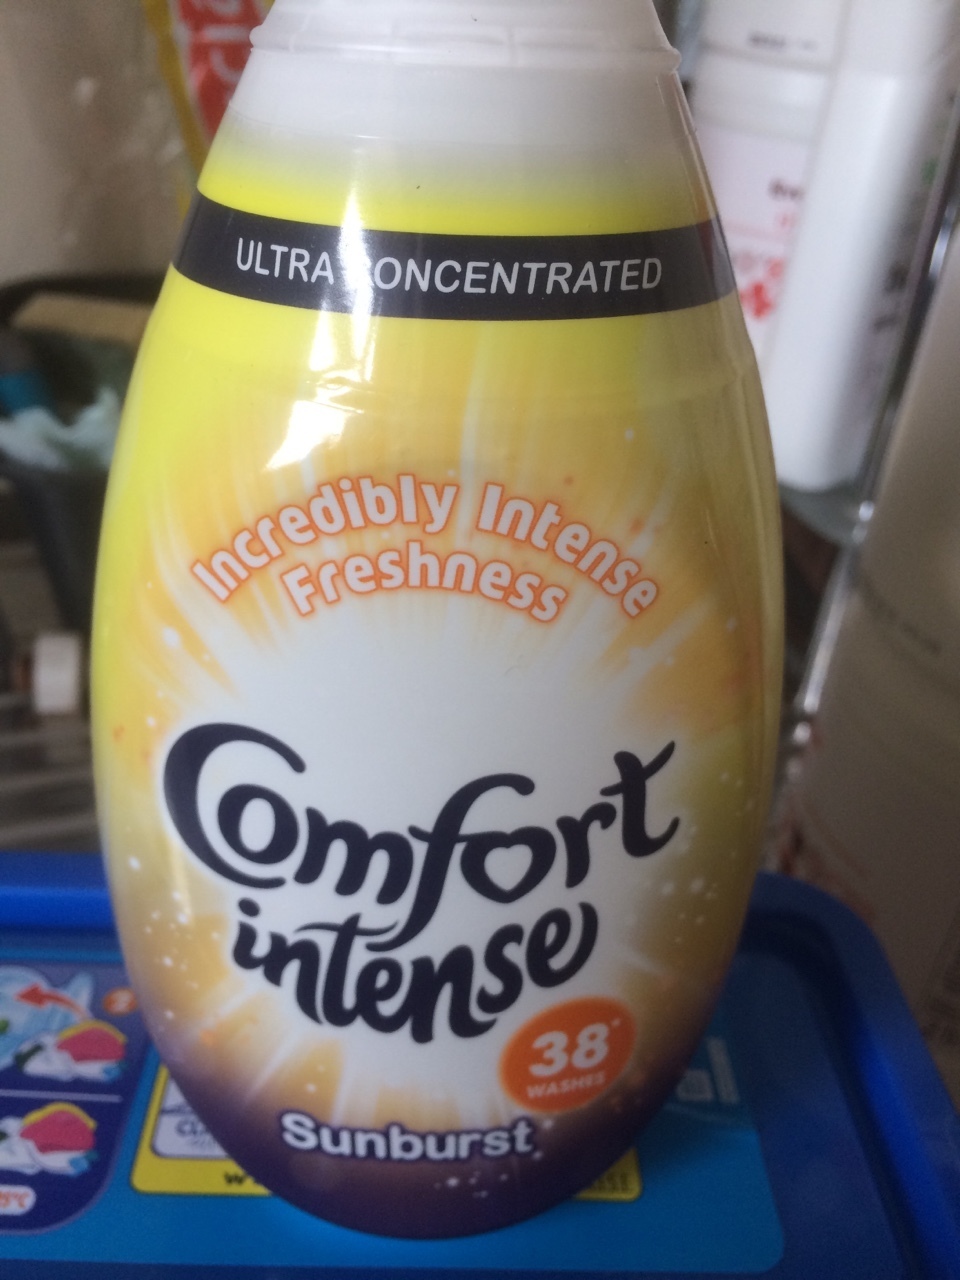 ULTRA CONCENTRATED
Incredibly Intense
Freshness
Comfort
intense
38
WASHES
Sunburst